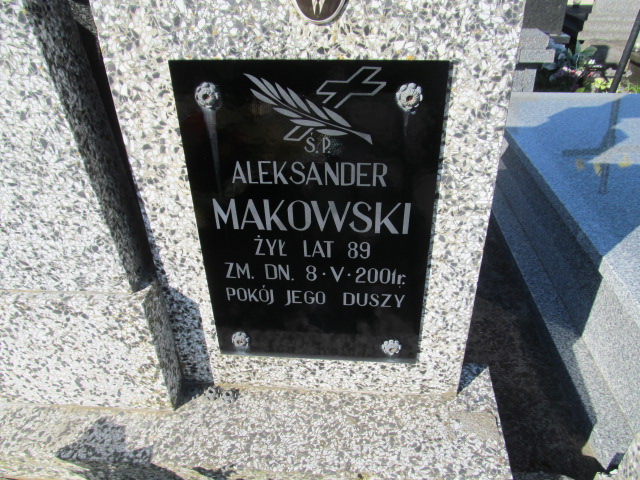 Ś.P.
ALEKSANDER
MAKOWSKI
ŻYŁ LAT 89
ZM. DN. 8·V·2001r.
POKÓJ JEGO DUSZY